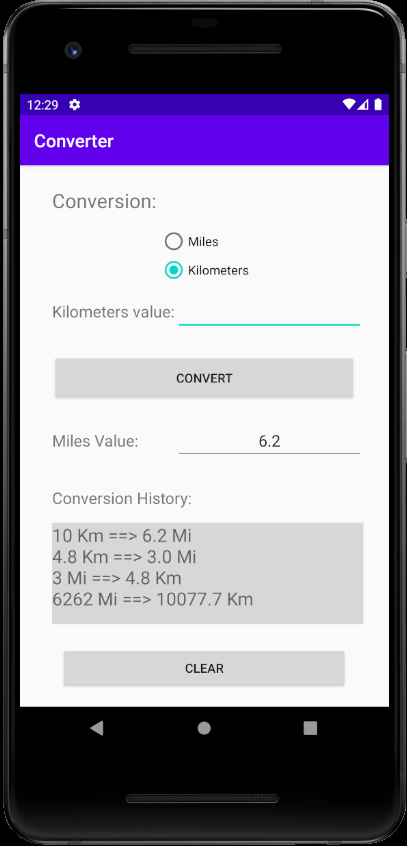 12:29
Converter
Conversion:
Miles
Kilometers
Kilometers value:
CONVERT
Miles Value: 6.2
Conversion History:
10 Km ==> 6.2 Mi
4.8 Km ==> 3.0 Mi
3 Mi ==> 4.8 Km
6262 Mi ==> 10077.7 Km
CLEAR